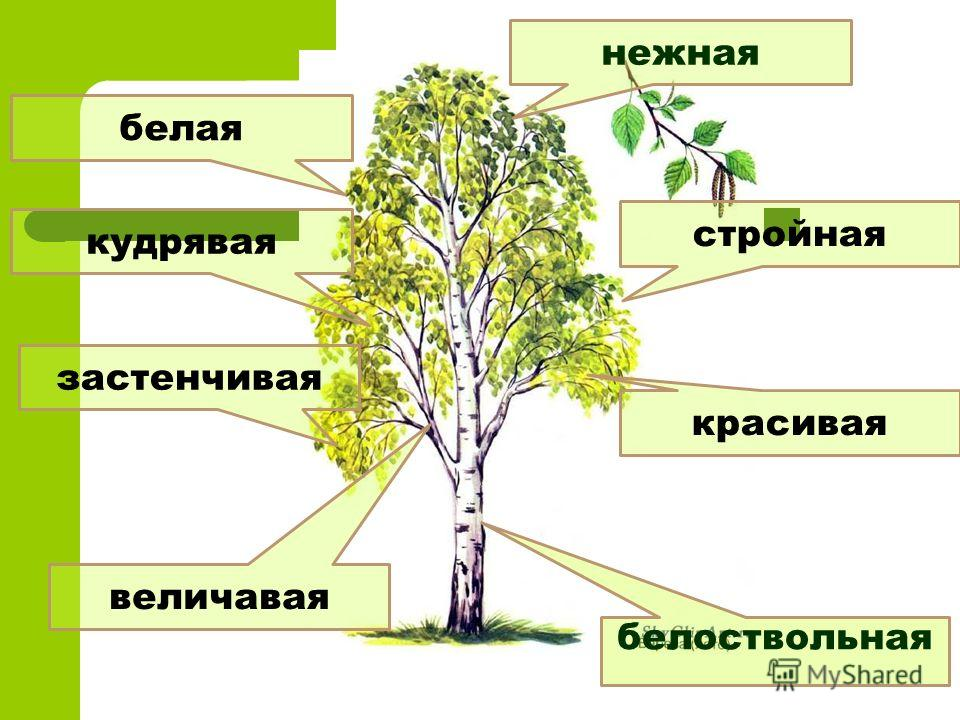 нежная
белая
кудрявая
стройная
застенчивая
красивая
величавая
белоствольная
MyShared